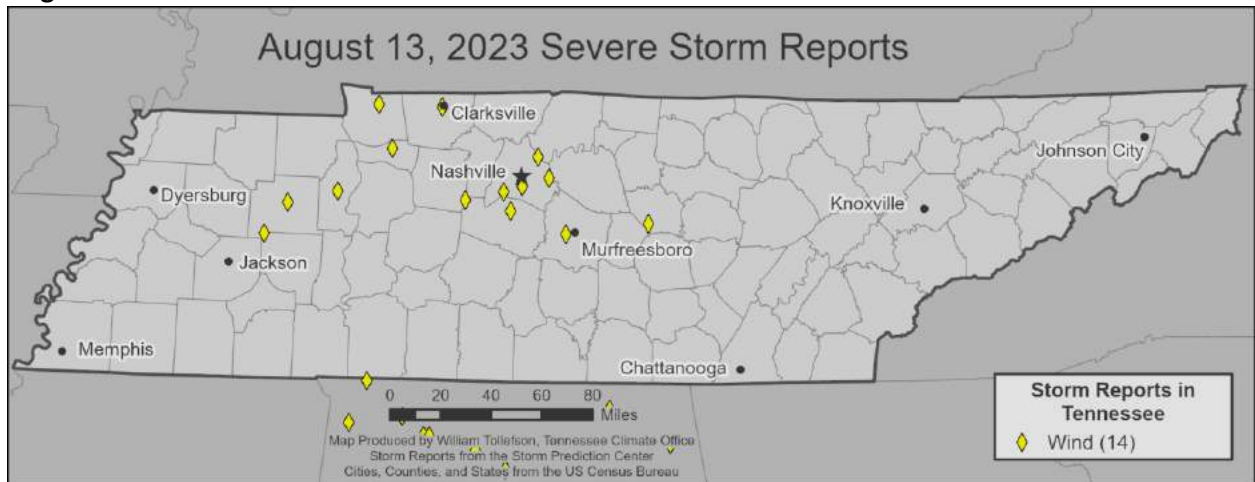 August 13, 2023 Severe Storm Reports
Clarksville
Nashville
Johnson City
Dyersburg
Knoxville
Murfreesboro
Jackson
Memphis
Chattanooga
0 20 40 60 80
Miles
Map Produced by William Tollefson, Tennessee Climate Office
Storm Reports from the Storm Prediction Center
Cities, Counties, and States from the US Census Bureau
Storm Reports in
Tennessee
Wind (14)